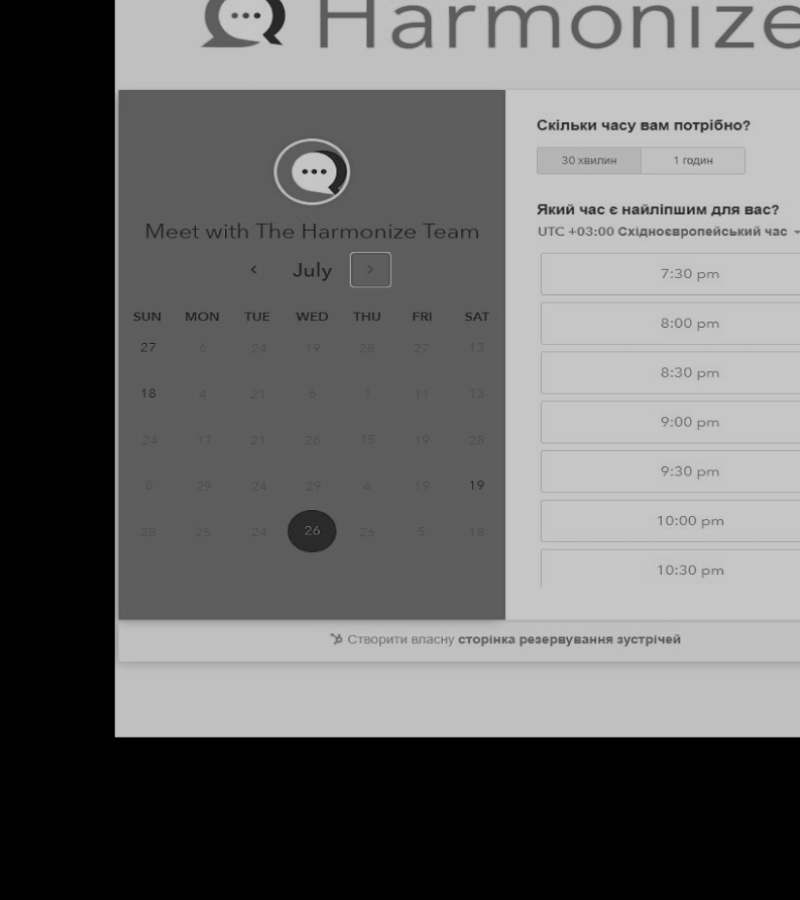 Harmonize
Meet with The Harmonize Team
July
SUN MON TUE WED THU FRI SAT
27 6 24 19 28 27 13
18 4 21 6 1 11 13
24 17 21 28 15 19 26
8 29 24 29 4 19 19
28 25 24 26 26 5 18
Скільки часу вам потрібно?
30 хвилин 1 годин
Який час є найліпшим для вас?
UTC +03:00 Східноєвропейський час
7:30 pm
8:00 pm
8:30 pm
9:00 pm
9:30 pm
10:00 pm
10:30 pm
Створити власну сторінка резервування зустрічей